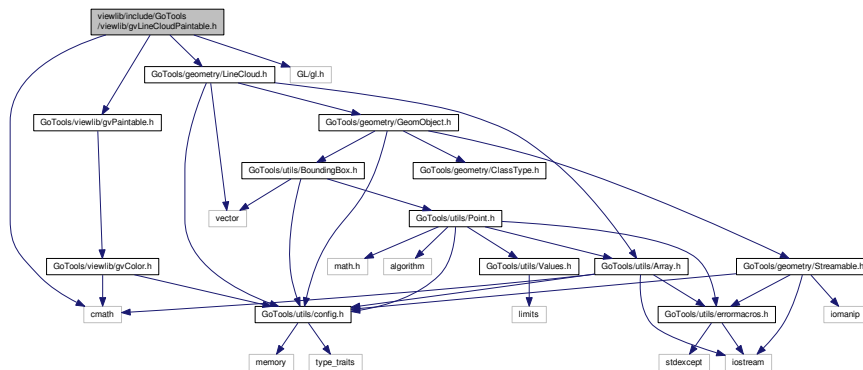 viewlib/include/GoTools
/viewlib/gvLineCloudPaintable.h
GoTools/geometry/LineCloud.h
GL/gl.h
GoTools/viewlib/gvPaintable.h
GoTools/geometry/GeomObject.h
GoTools/utils/BoundingBox.h
GoTools/geometry/ClassType.h
vector
GoTools/utils/Point.h
GoTools/viewlib/gvColor.h
math.h
algorithm
GoTools/utils/Values.h
GoTools/utils/Array.h
GoTools/geometry/Streamable.h
cmath
GoTools/utils/config.h
limits
GoTools/utils/errormacros.h
iomanip
memory
type_traits
stdexcept
iostream